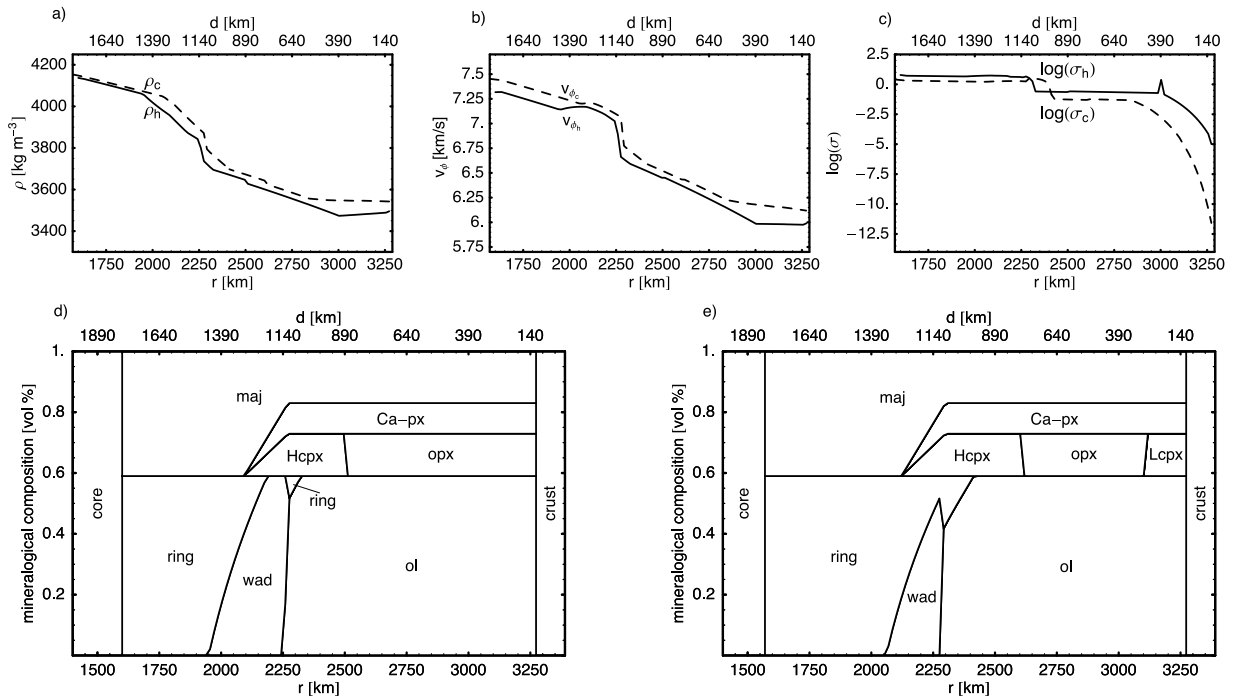 a)
d [km]
1640 1390 1140 890 640 390 140
4200
4000
3800
3600
3400
ρ [kg m⁻³]
ρc
ρh
1750 2000 2250 2500 2750 3000 3250
r [km]
b)
d [km]
1640 1390 1140 890 640 390 140
7.5
7.25
7.
6.75
6.5
6.25
6.
5.75
vϕ [km/s]
vϕc
vϕh
1750 2000 2250 2500 2750 3000 3250
r [km]
c)
d [km]
1640 1390 1140 890 640 390 140
2.5
0.
−2.5
−5.
−7.5
−10.
−12.5
log(σ)
log(σh)
log(σc)
1750 2000 2250 2500 2750 3000 3250
r [km]
d)
d [km]
1890 1640 1390 1140 890 640 390 140
1.
0.8
0.6
0.4
0.2
mineralogical composition [vol %]
core
maj
Ca−px
Hcpx
opx
ring
ring
wad
ol
crust
1400 1750 2000 2250 2500 2750 3000 3250
r [km]
e)
d [km]
1890 1640 1390 1140 890 640 390 140
1.
0.8
0.6
0.4
0.2
mineralogical composition [vol %]
core
maj
Ca−px
Hcpx
opx
Lcpx
ring
wad
ol
crust
1400 1750 2000 2250 2500 2750 3000 3250
r [km]